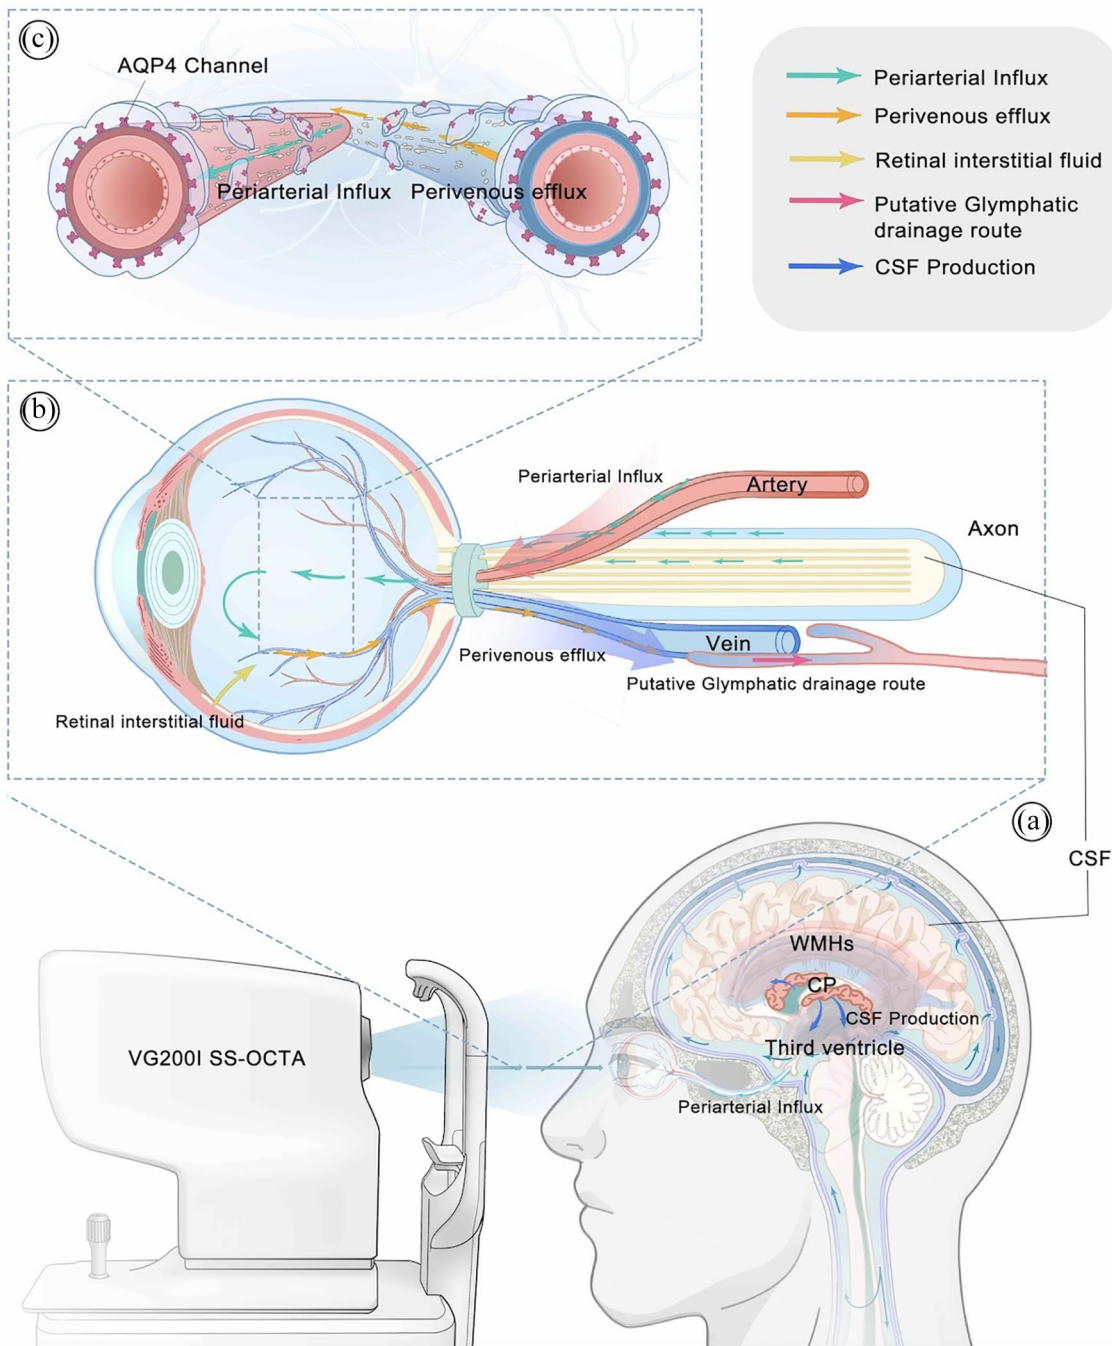 (c)
AQP4 Channel
Periarterial Influx
Perivenous efflux
Periarterial Influx
Perivenous efflux
Retinal interstitial fluid
Putative Glymphatic
drainage route
CSF Production
(b)
Periarterial Influx
Artery
Axon
Vein
Perivenous efflux
Putative Glymphatic drainage route
Retinal interstitial fluid
(a)
CSF
WMHs
CP
CSF Production
Third ventricle
VG200I SS-OCTA
Periarterial Influx